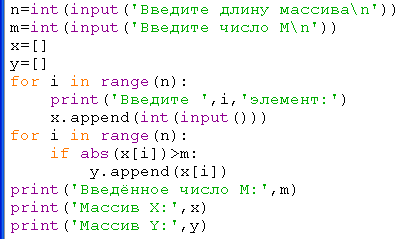 n=int(input('Введите длину массива\n'))
m=int(input('Введите число M\n'))
x=[]
y=[]
for i in range(n):
    print('Введите ',i,'элемент:')
    x.append(int(input()))
for i in range(n):
    if abs(x[i])>m:
        y.append(x[i])
print('Введённое число M:',m)
print('Массив X:',x)
print('Массив Y:',y)